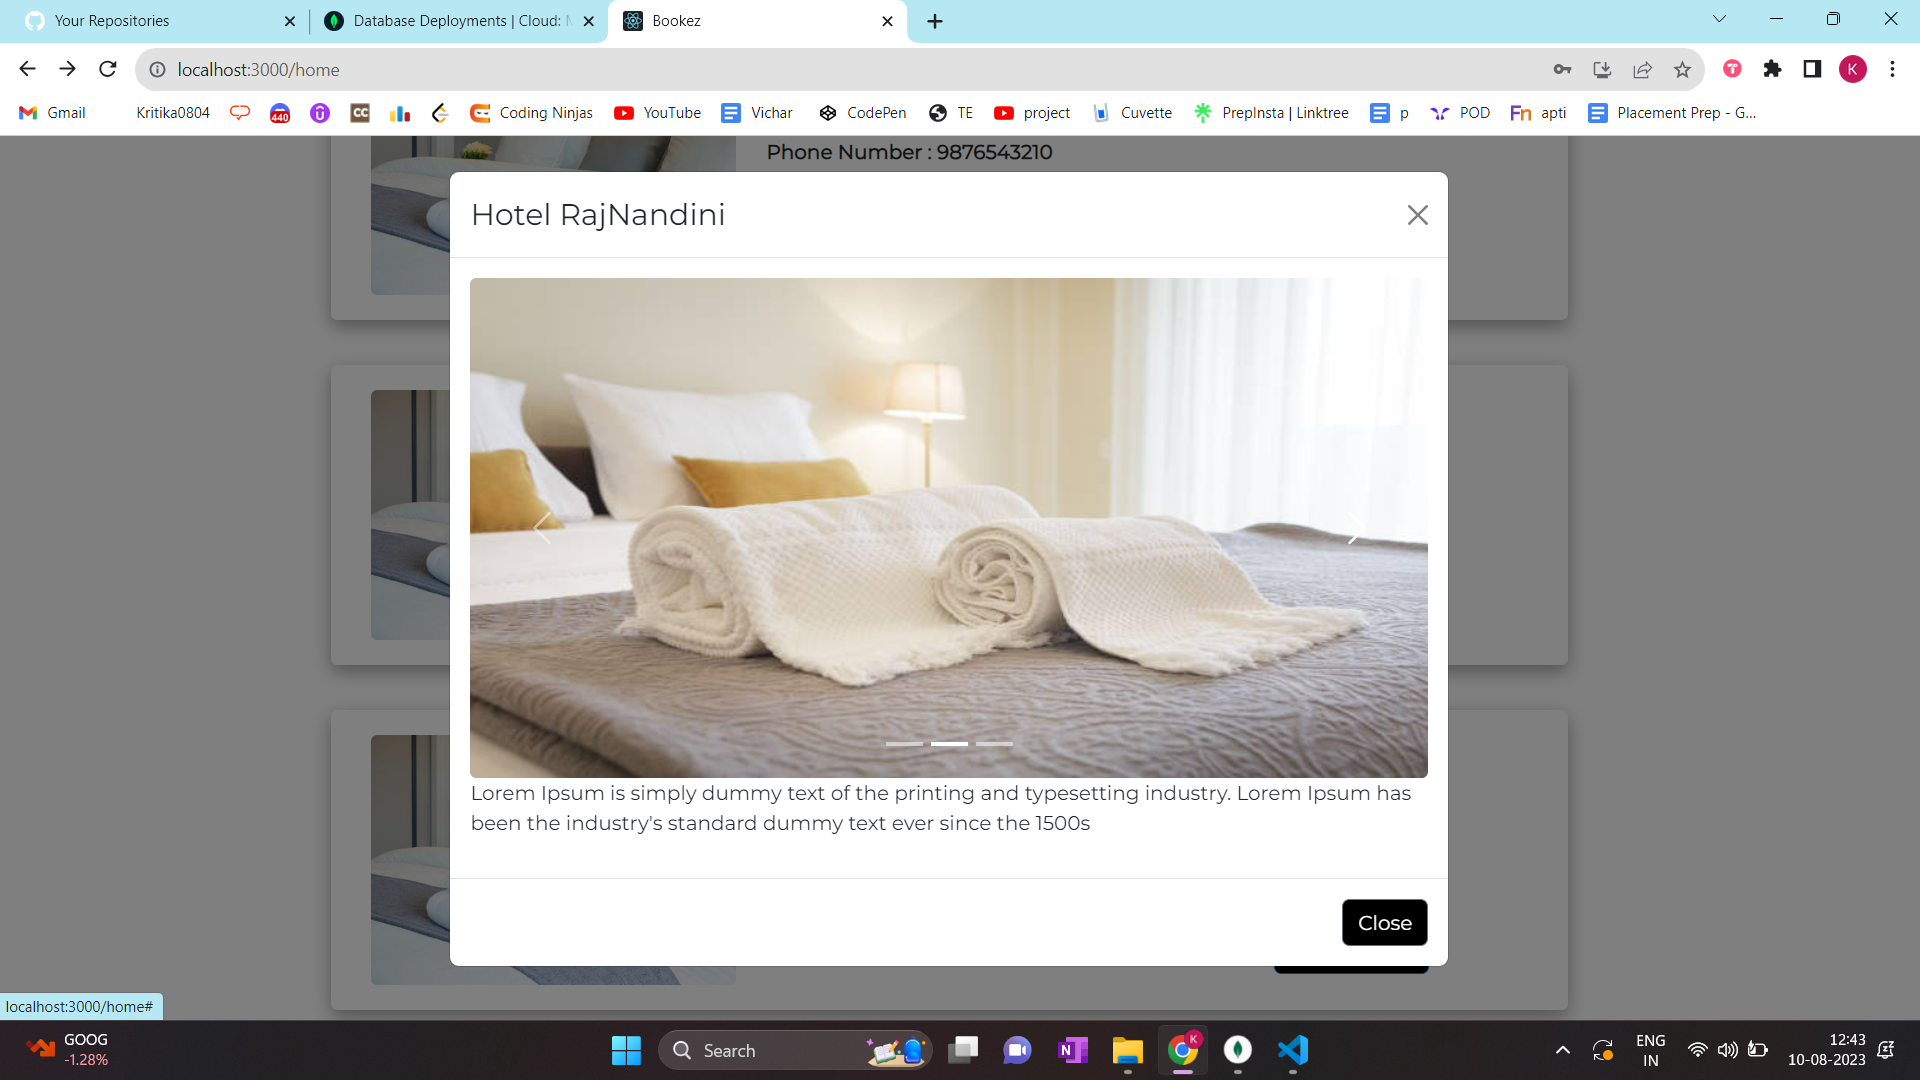 Your Repositories
Database Deployments | Cloud:
Bookez
localhost:3000/home
Gmail
Kritika0804
440
CC
Coding Ninjas
YouTube
Vichar
CodePen
TE
project
Cuvette
PrepInsta | Linktree
p
POD
Fn
apti
Placement Prep - G...
K
Phone Number : 9876543210
Hotel RajNandini
Lorem Ipsum is simply dummy text of the printing and typesetting industry. Lorem Ipsum has
been the industry's standard dummy text ever since the 1500s
Close
localhost:3000/home#
GOOG
-1.28%
Search
N
K
ENG
IN
12:43
10-08-2023